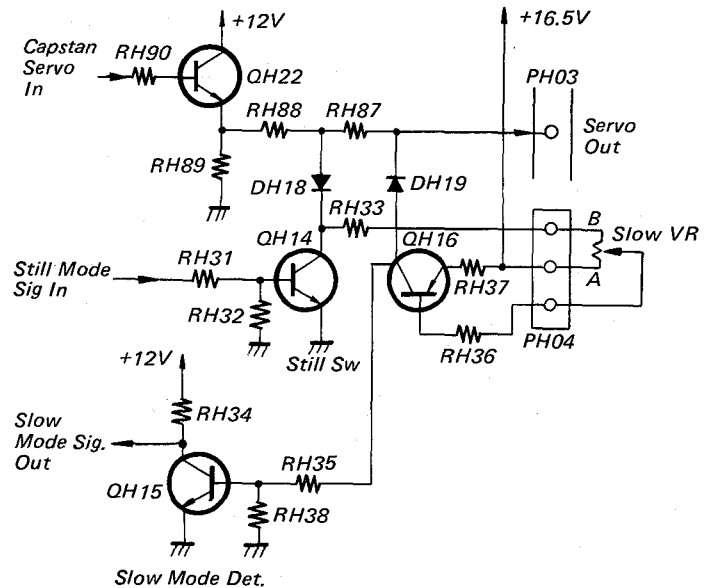 +12V
+16.5V
Capstan
Servo
In
RH90
QH22
PH03
RH88
RH87
Servo
Out
RH89
DH18
DH19
RH33
B
Slow VR
QH14
QH16
RH31
Still Mode
Sig In
RH37
A
RH32
PH04
RH36
Still Sw
+12V
RH34
Slow
Mode Sig.
Out
RH35
QH15
RH38
Slow Mode Det.